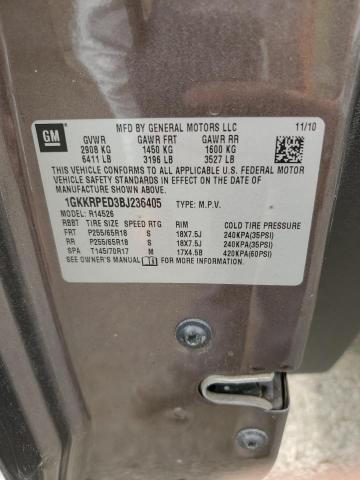 GM
MFD BY GENERAL MOTORS LLC 11/10
GVWR GAWR FRT GAWR RR
2908 KG 1450 KG 1600 KG
6411 LB 3196 LB 3527 LB
THIS VEHICLE CONFORMS TO ALL APPLICABLE U.S. FEDERAL MOTOR
VEHICLE SAFETY STANDARDS IN EFFECT ON THE DATE OF
MANUFACTURE SHOWN ABOVE.
1GKKRPED3BJ236405 TYPE: M.P.V.
MODEL: R14526
RBBT TIRE SIZE SPEED RTG RIM COLD TIRE PRESSURE
FRT P255/65R18 S 18X7.5J 240KPA(35PSI)
RR P255/65R18 S 18X7.5J 240KPA(35PSI)
SPA T145/70R17 M 17X4.5B 420KPA(60PSI)
SEE OWNER'S MANUAL FOR MORE INFORMATION.